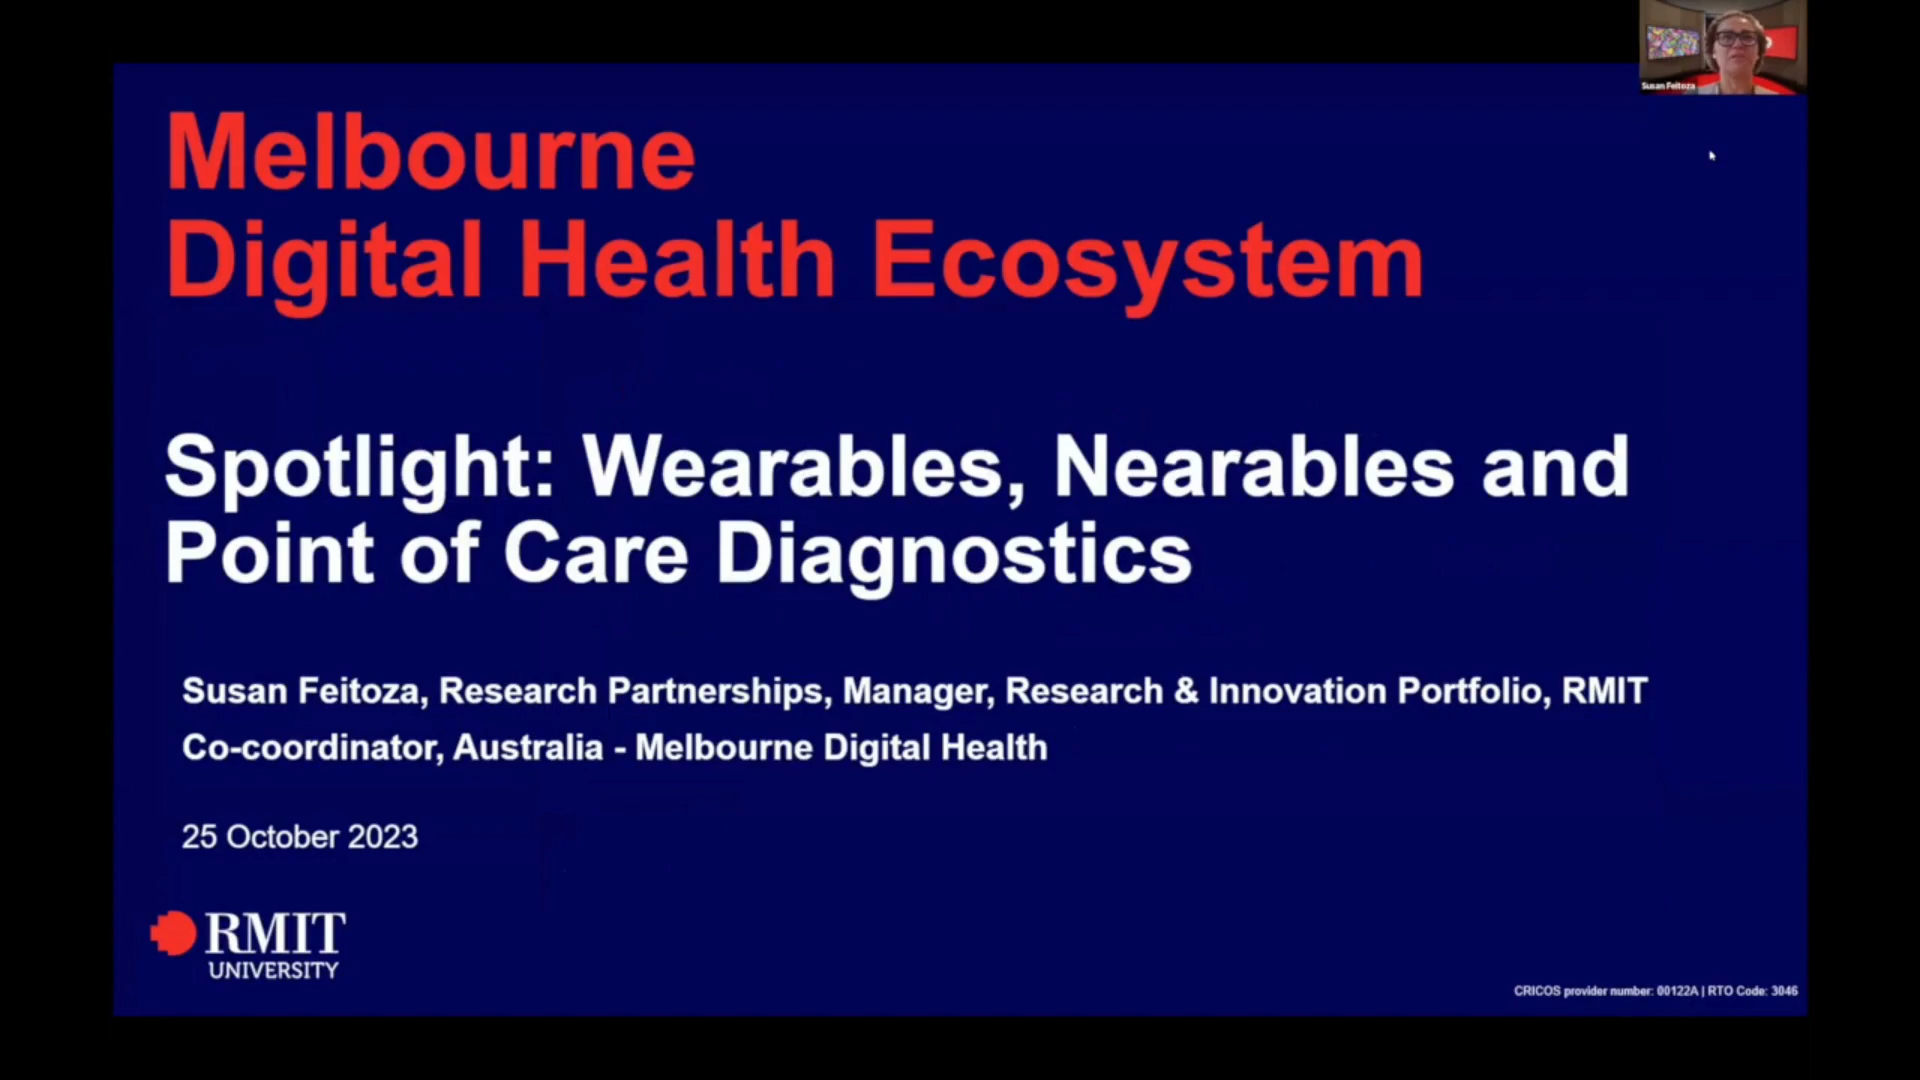 Susan Feitoza
Melbourne
Digital Health Ecosystem
Spotlight: Wearables, Nearables and
Point of Care Diagnostics
Susan Feitoza, Research Partnerships, Manager, Research & Innovation Portfolio, RMIT
Co-coordinator, Australia - Melbourne Digital Health
25 October 2023
RMIT
UNIVERSITY
CRICOS provider number: 00122A | RTO Code: 3046